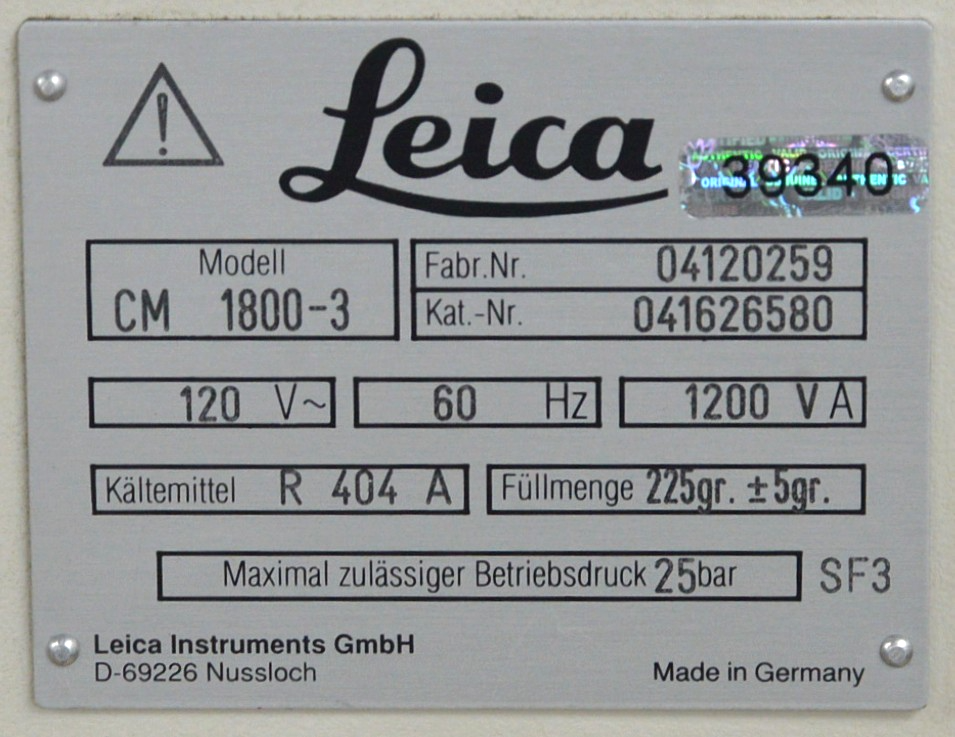 Leica
39340
Modell
CM 1800-3
Fabr.Nr. 04120259
Kat.-Nr. 041626580
120 V~ 60 Hz 1200 VA
Kältemittel R 404 A Füllmenge 225gr. ±5gr.
Maximal zulässiger Betriebsdruck 25bar SF3
Leica Instruments GmbH
D-69226 Nussloch
Made in Germany